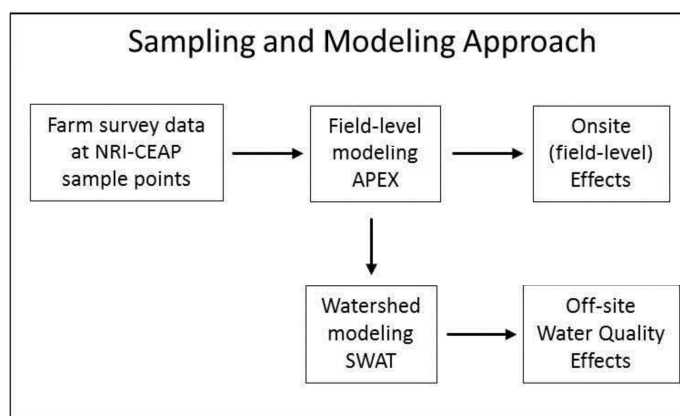 Sampling and Modeling Approach
Farm survey data
at NRI-CEAP
sample points
Field-level
modeling
APEX
Onsite
(field-level)
Effects
Watershed
modeling
SWAT
Off-site
Water Quality
Effects